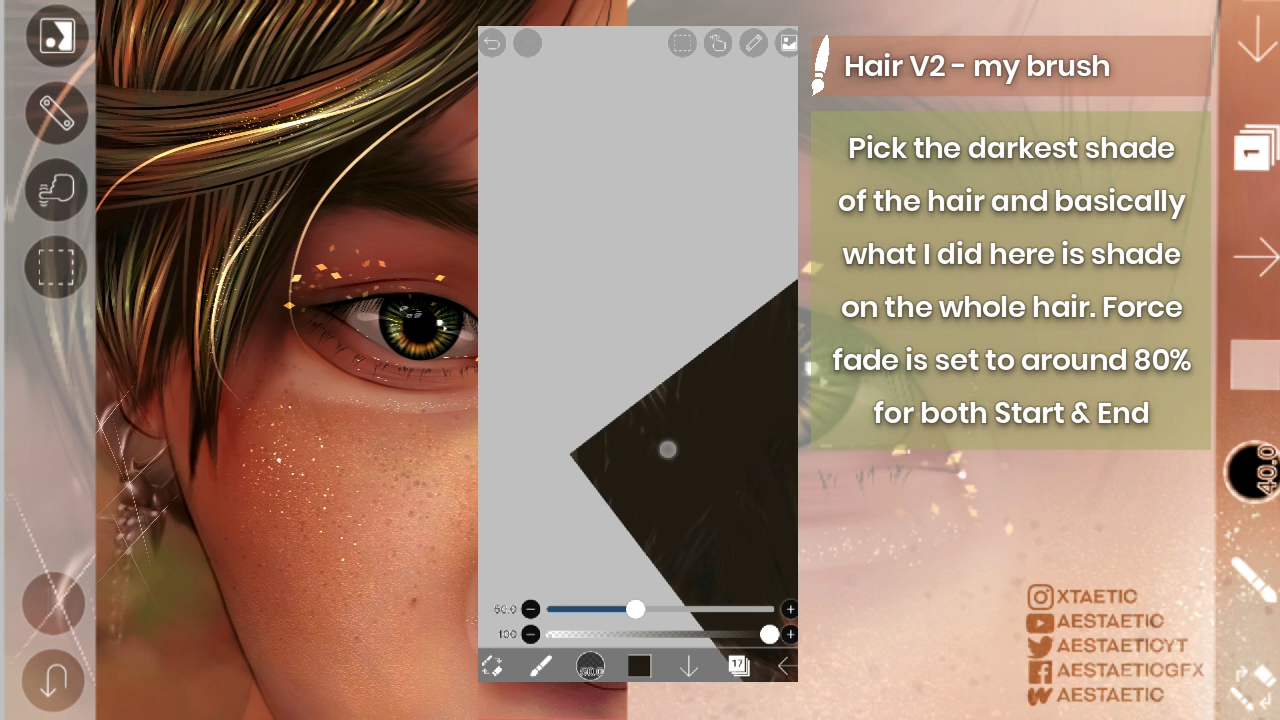 Hair V2 - my brush
Pick the darkest shade
of the hair and basically
what I did here is shade
on the whole hair. Force
fade is set to around 80%
for both Start & End
1
40.0
50.0
100
17
XTAETIC
AESTAETIC
AESTAETICYT
AESTAETICGFX
AESTAETIC